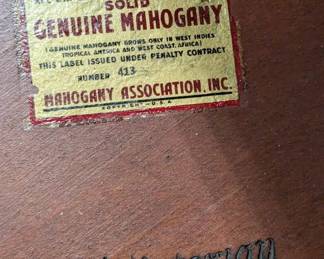 SOLID
GENUINE MAHOGANY
(GENUINE MAHOGANY GROWS ONLY IN WEST INDIES
TROPICAL AMERICA AND WEST COAST, AFRICA)
THIS LABEL ISSUED UNDER PENALTY CONTRACT
NUMBER 413
MAHOGANY ASSOCIATION, INC.
COPYRIGHT-U.S.A.